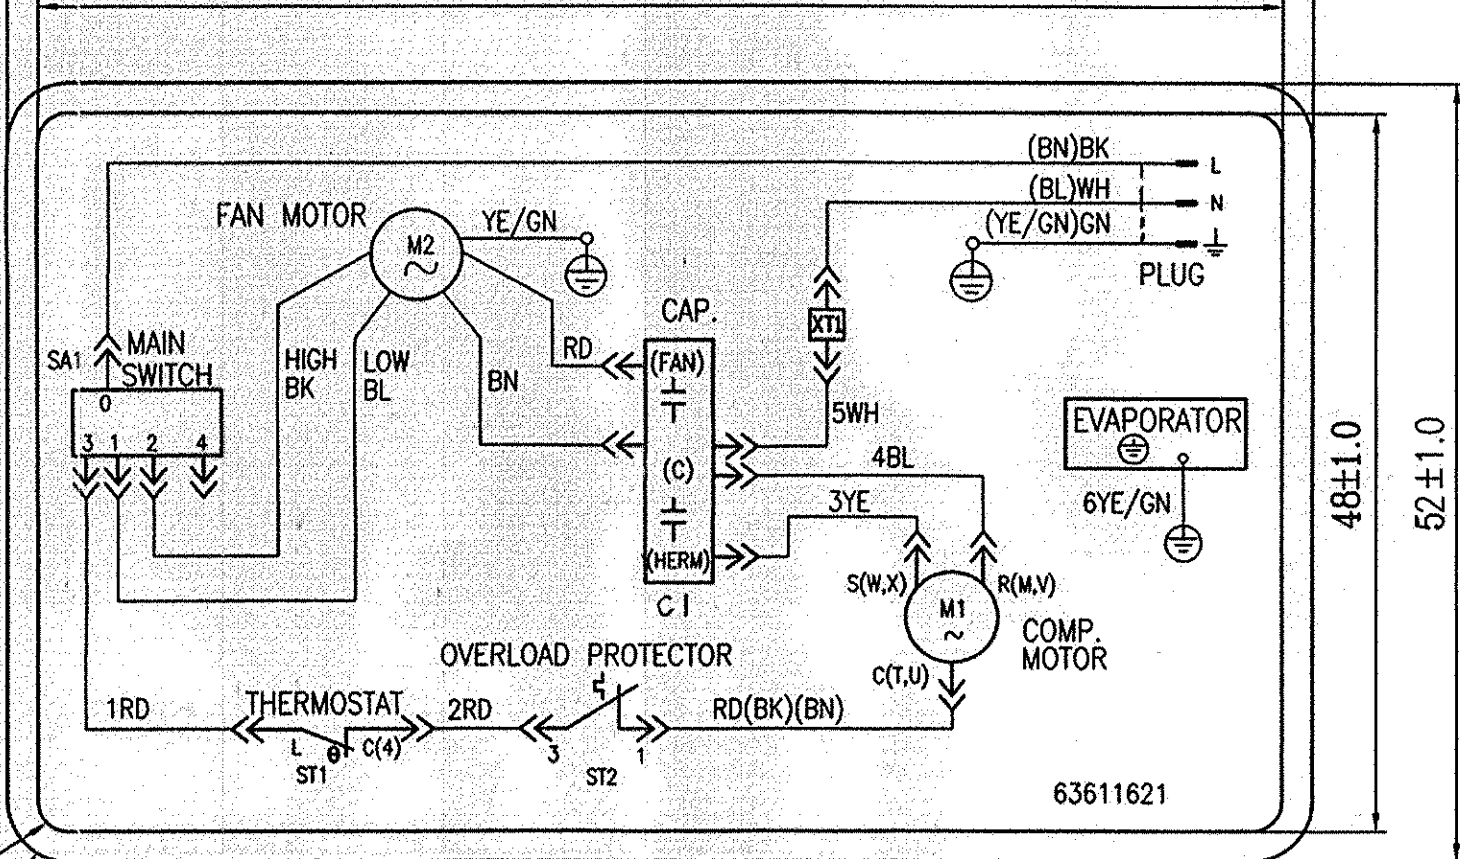 (BN)BK
L
(BL)WH
N
(YE/GN)GN
PLUG
FAN MOTOR
M2
YE/GN
CAP.
XT1
SA1
MAIN
SWITCH
0
3 1 2 4
HIGH
BK
LOW
BL
BN
RD
(FAN)
(C)
(HERM)
C1
5WH
4BL
3YE
EVAPORATOR
6YE/GN
S(W,X)
R(M,V)
M1
COMP.
MOTOR
C(T,U)
OVERLOAD PROTECTOR
1RD
THERMOSTAT
2RD
RD(BK)(BN)
L
θ
C(4)
ST1
3
1
ST2
63611621
48±1.0
52±1.0